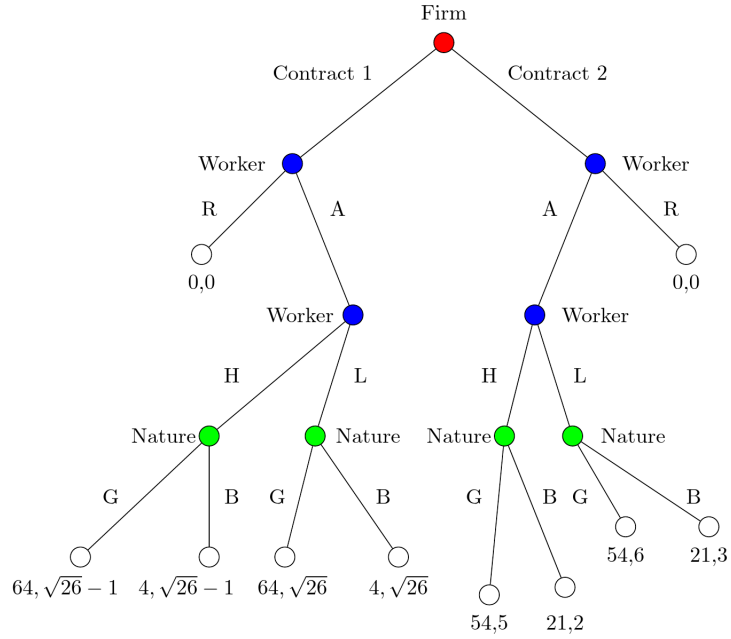 Firm
Contract 1 Contract 2
Worker Worker
R A A R
0,0 0,0
Worker Worker
H L H L
Nature Nature Nature Nature
G B G B G B G B
54,6 21,3
64, √26 − 1 4, √26 − 1 64, √26 4, √26
54,5 21,2